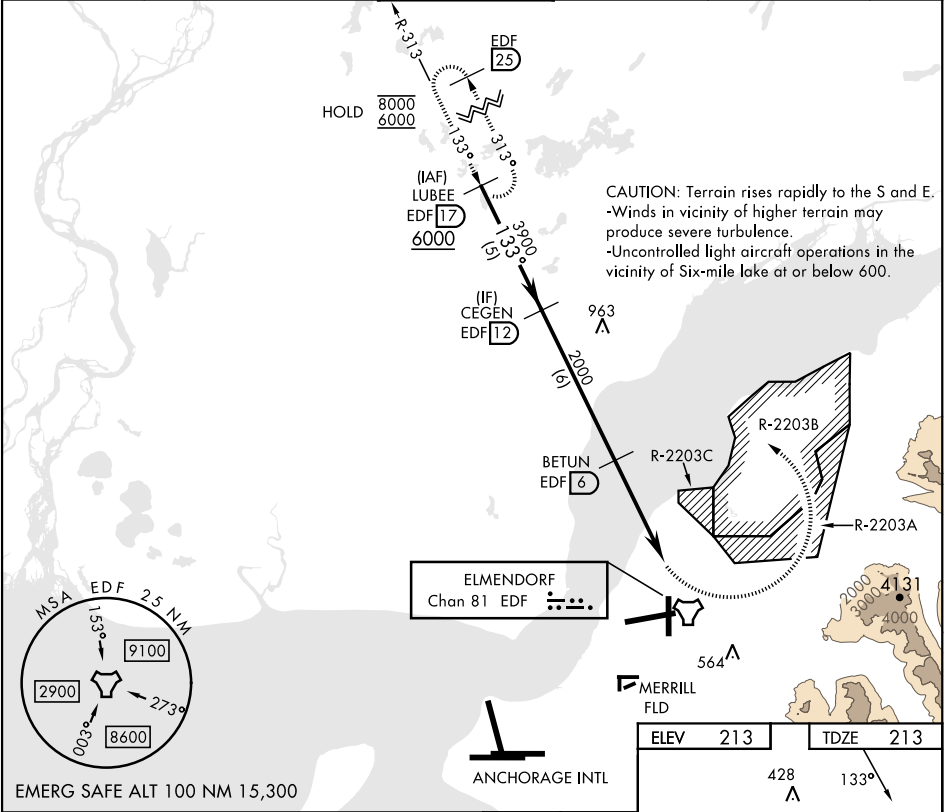 R-313
EDF
25
HOLD
8000
6000
133°
313°
(IAF)
LUBEE
EDF 17
6000
3900
133°
(5)
CAUTION: Terrain rises rapidly to the S and E.
-Winds in vicinity of higher terrain may
produce severe turbulence.
-Uncontrolled light aircraft operations in the
vicinity of Six-mile lake at or below 600.
(IF)
CEGEN
EDF 12
963
2000
(6)
R-2203B
BETUN
EDF 6
R-2203C
R-2203A
ELMENDORF
Chan 81 EDF
2000
3000
4131
4000
564
MERRILL
FLD
ANCHORAGE INTL
MSA EDF 25 NM
153°
9100
2900
273°
003°
8600
EMERG SAFE ALT 100 NM 15,300
ELEV 213
TDZE 213
428
133°